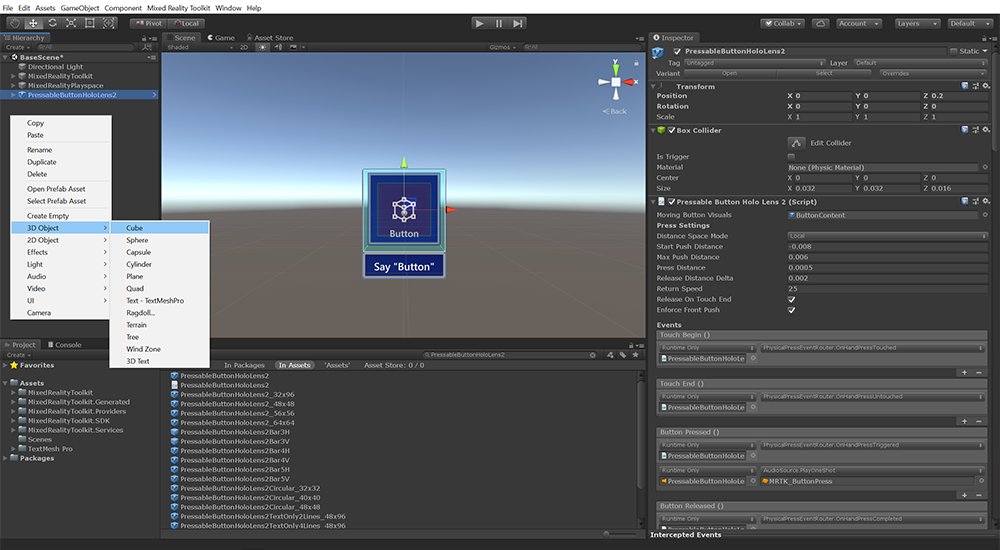 File Edit Assets GameObject Component Mixed Reality Toolkit Window Help
Pivot Local Collab Account Layers Default
Hierarchy
Create All
BaseScene*
Directional Light
MixedRealityToolkit
MixedRealityPlayspace
PressableButtonHoloLens2
Copy
Paste
Rename
Duplicate
Delete
Open Prefab Asset
Select Prefab Asset
Create Empty
3D Object
2D Object
Effects
Light
Audio
Video
UI
Camera
Cube
Sphere
Capsule
Cylinder
Plane
Quad
Text - TextMeshPro
Ragdoll...
Terrain
Tree
Wind Zone
3D Text
Scene Game Asset Store
Shaded 2D Gizmos All
y
x
Back
Button
Say "Button"
Project Console
Create PressableButtonHoloLens2
Favorites
Assets
MixedRealityToolkit
MixedRealityToolkit.Generated
MixedRealityToolkit.Providers
MixedRealityToolkit.SDK
MixedRealityToolkit.Services
Scenes
TextMesh Pro
Packages
In Packages In Assets 'Assets' Asset Store: 0 / 0
PressableButtonHoloLens2
PressableButtonHoloLens2
PressableButtonHoloLens2_32x96
PressableButtonHoloLens2_48x48
PressableButtonHoloLens2_56x56
PressableButtonHoloLens2_64x64
PressableButtonHoloLens2Bar3H
PressableButtonHoloLens2Bar3V
PressableButtonHoloLens2Bar4H
PressableButtonHoloLens2Bar4V
PressableButtonHoloLens2Bar5H
PressableButtonHoloLens2Bar5V
PressableButtonHoloLens2Circular_32x32
PressableButtonHoloLens2Circular_40x40
PressableButtonHoloLens2Circular_48x48
PressableButtonHoloLens2TextOnly2Lines_48x96
PressableButtonHoloLens2TextOnly4Lines_48x96
Inspector
PressableButtonHoloLens2 Static
Tag Untagged Layer Default
Variant Open Select Overrides
Transform
Position X 0 Y 0 Z 0.2
Rotation X 0 Y 0 Z 0
Scale X 1 Y 1 Z 1
Box Collider
Edit Collider
Is Trigger
Material None (Physic Material)
Center X 0 Y 0 Z 0
Size X 0.032 Y 0.032 Z 0.016
Pressable Button Holo Lens 2 (Script)
Moving Button Visuals ButtonContent
Press Settings
Distance Space Mode Local
Start Push Distance -0.008
Max Push Distance 0.006
Press Distance 0.0005
Release Distance Delta 0.002
Return Speed 25
Release On Touch End
Enforce Front Push
Events
Touch Begin ()
Runtime Only PhysicalPressEventRouter.OnHandPressTouched
PressableButtonHoloLe
Touch End ()
Runtime Only PhysicalPressEventRouter.OnHandPressUntouched
PressableButtonHoloLe
Button Pressed ()
Runtime Only PhysicalPressEventRouter.OnHandPressTriggered
PressableButtonHoloLe
Runtime Only AudioSource.PlayOneShot
PressableButtonHoloLe MRTK_ButtonPress
Button Released ()
Runtime Only PhysicalPressEventRouter.OnHandPressCompleted
Intercepted Events